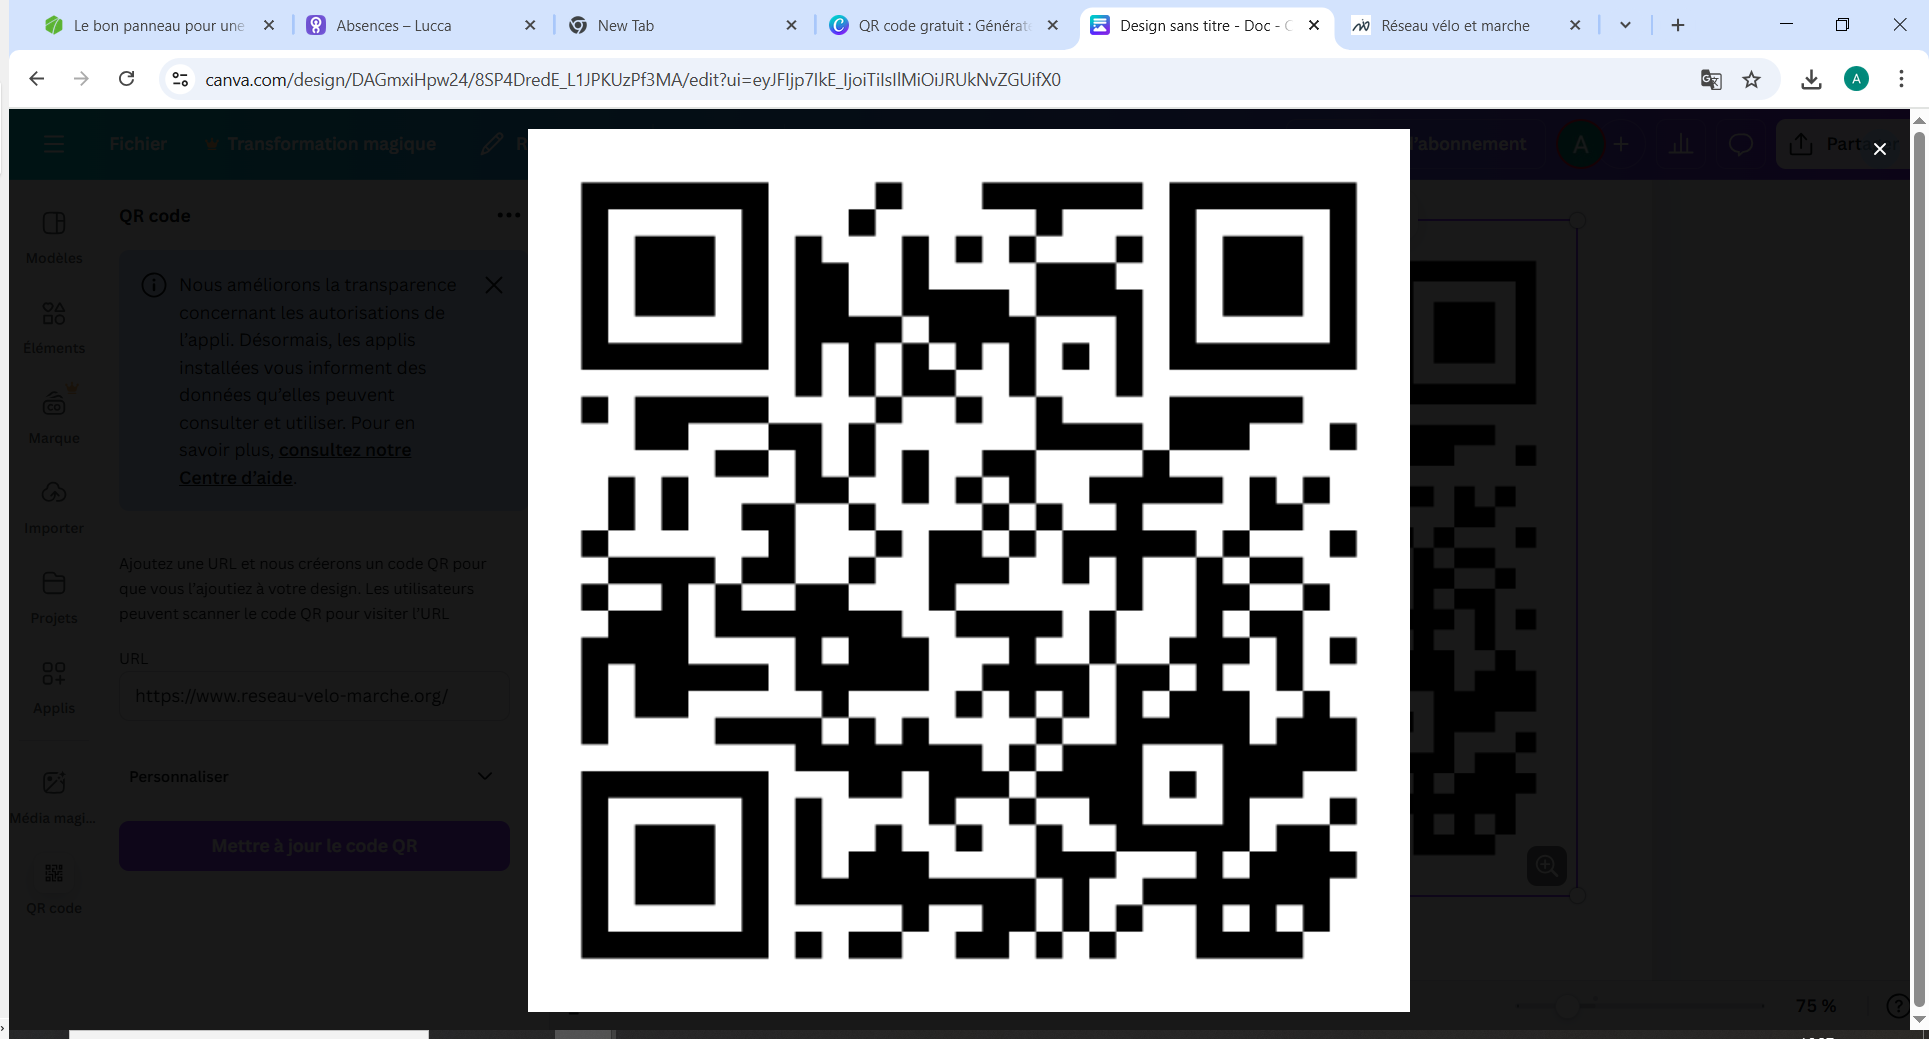 Le bon panneau pour une
Absences – Lucca
New Tab
QR code gratuit : Générate
Design sans titre - Doc - C
Réseau vélo et marche
canva.com/design/DAGmxiHpw24/8SP4DredE_L1JPKUzPf3MA/edit?ui=eyJFIjp7IkE_IjoiTiIsIlMiOiJRUkNvZGUifX0
A
Fichier
Transformation magique
R
l'abonnement
A
Partager
Modèles
Éléments
Marque
Importer
Projets
Applis
Média magi...
QR code
QR code
Nous améliorons la transparence
concernant les autorisations de
l'appli. Désormais, les applis
installées vous informent des
données qu'elles peuvent
consulter et utiliser. Pour en
savoir plus, consultez notre
Centre d'aide.
Ajoutez une URL et nous créerons un code QR pour
que vous l'ajoutiez à votre design. Les utilisateurs
peuvent scanner le code QR pour visiter l'URL
URL
https://www.reseau-velo-marche.org/
Personnaliser
Mettre à jour le code QR
75 %